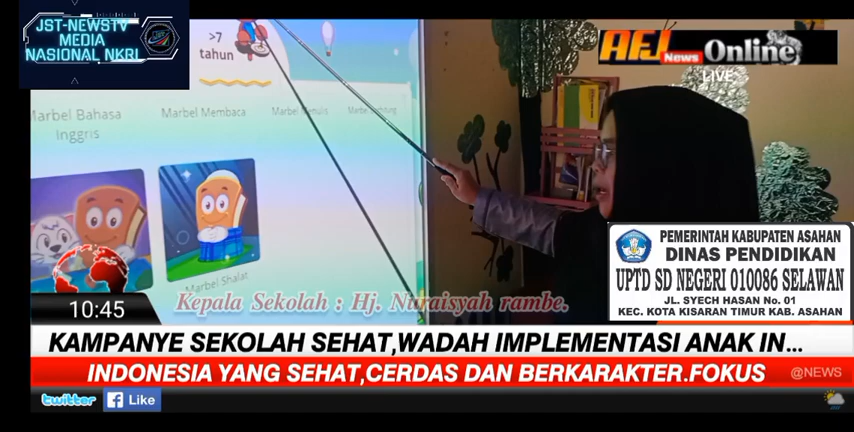 JST-NEWSTV
MEDIA
NASIONAL NKRI
>7
tahun
AFJ News Online
LIVE
Marbel Bahasa
Inggris
Marbel Membaca
Marbel Menulis
Marbel Berhitung
Marbel Shalat
PEMERINTAH KABUPATEN ASAHAN
DINAS PENDIDIKAN
UPTD SD NEGERI 010086 SELAWAN
JL. SYECH HASAN No. 01
KEC. KOTA KISARAN TIMUR KAB. ASAHAN
10:45
Kepala Sekolah : Hj. Nuraisyah rambe.
KAMPANYE SEKOLAH SEHAT,WADAH IMPLEMENTASI ANAK IN...
INDONESIA YANG SEHAT,CERDAS DAN BERKARAKTER.FOKUS
@NEWS
twitter
f Like